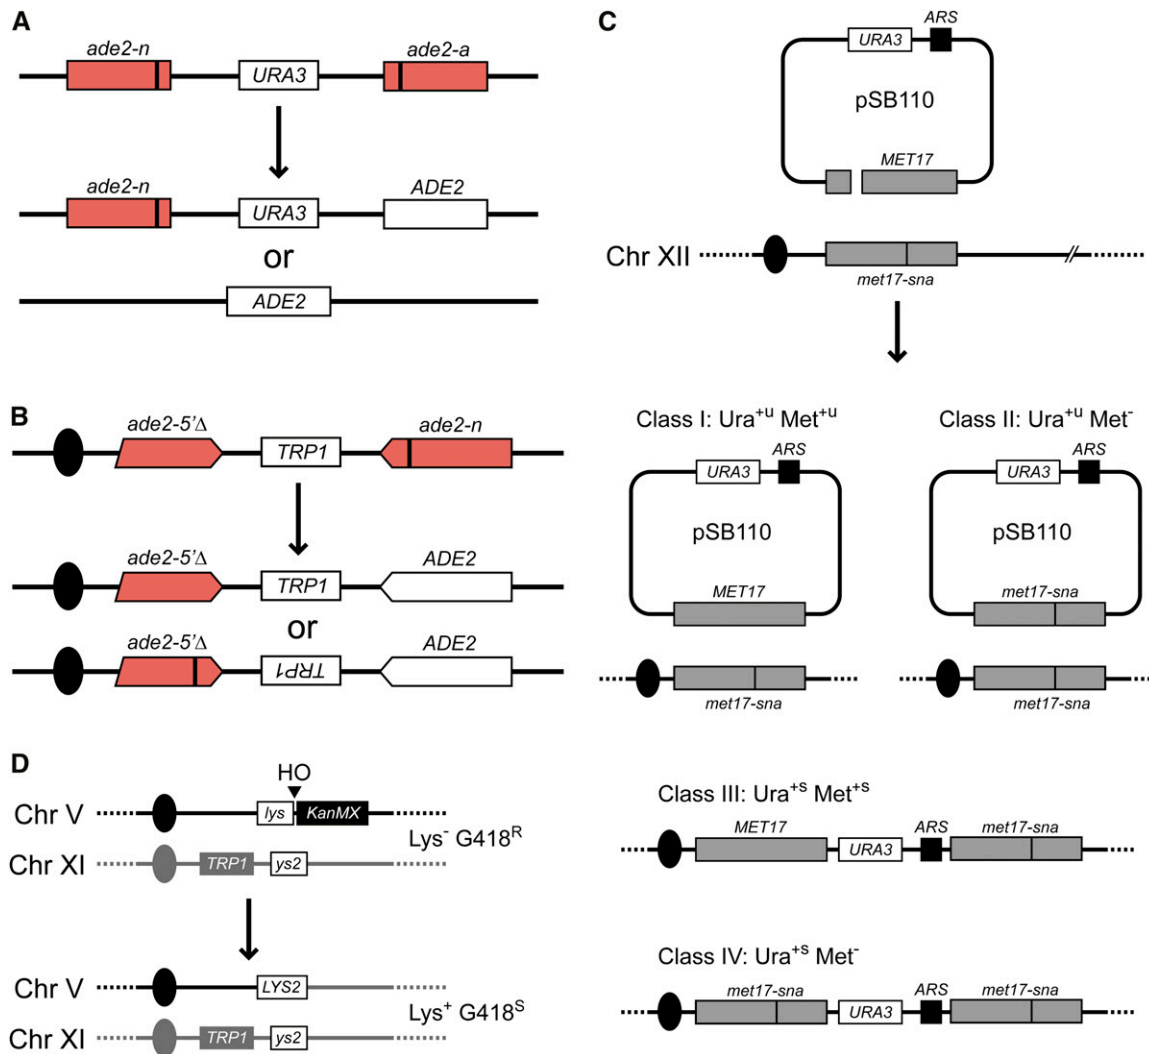 A
ade2-n
ade2-a
URA3
ade2-n
ADE2
URA3
or
ADE2
B
ade2-5'Δ
ade2-n
TRP1
ade2-5'Δ
ADE2
TRP1
or
ade2-5'Δ
ADE2
TRP1
C
ARS
URA3
pSB110
MET17
Chr XII
met17-sna
Class I: Ura+u Met+u
Class II: Ura+u Met-
ARS
URA3
pSB110
MET17
met17-sna
ARS
URA3
pSB110
met17-sna
met17-sna
Class III: Ura+s Met+s
MET17
ARS
met17-sna
URA3
Class IV: Ura+s Met-
met17-sna
ARS
met17-sna
URA3
D
HO
Chr V
lys
KanMX
Lys- G418R
Chr XI
TRP1
ys2
Chr V
LYS2
Lys+ G418S
Chr XI
TRP1
ys2